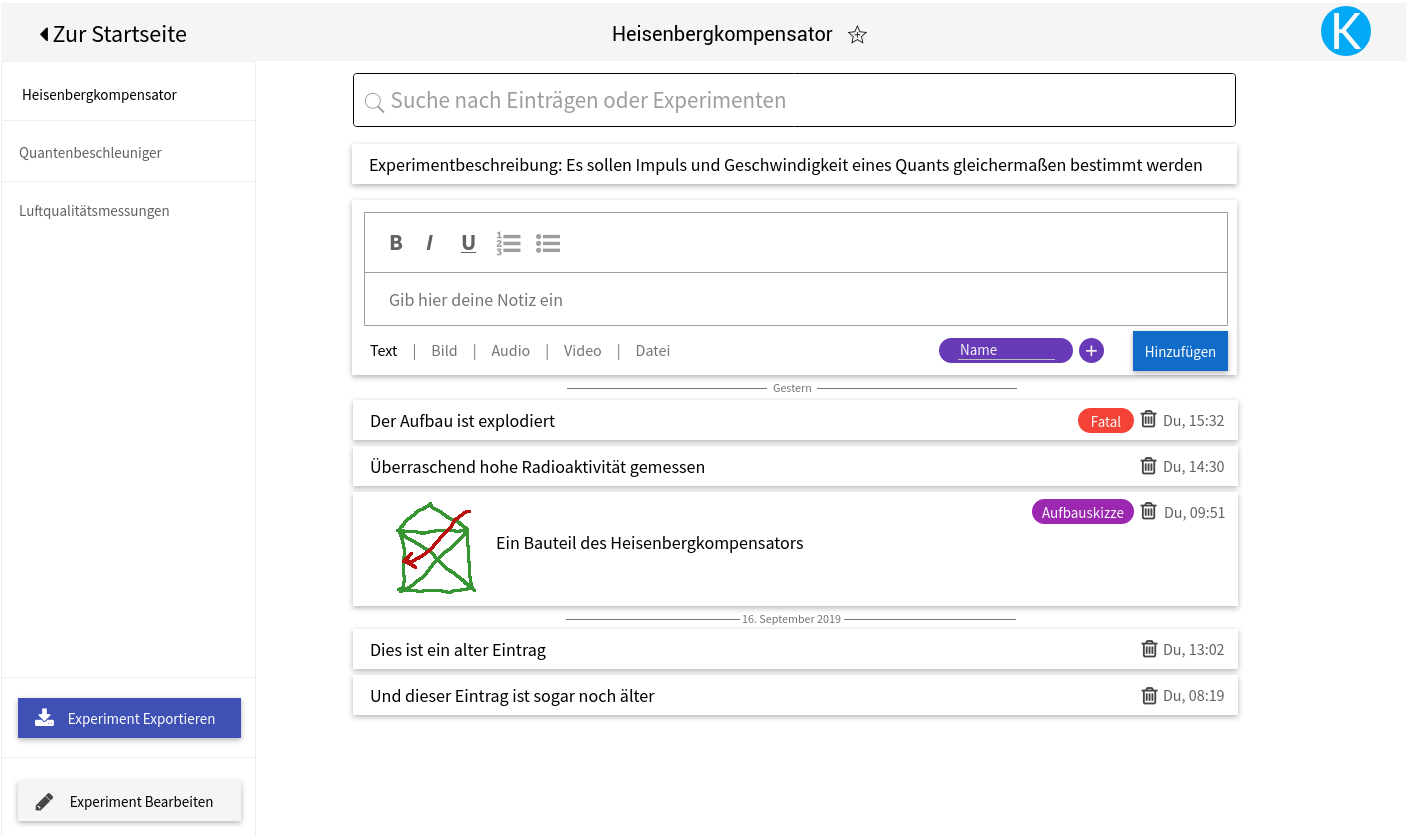 Zur Startseite
Heisenbergkompensator
K
Heisenbergkompensator
Quantenbeschleuniger
Luftqualitätsmessungen
Experiment Exportieren
Experiment Bearbeiten
Suche nach Einträgen oder Experimenten
Experimentbeschreibung: Es sollen Impuls und Geschwindigkeit eines Quants gleichermaßen bestimmt werden
B I U
Gib hier deine Notiz ein
Text | Bild | Audio | Video | Datei Name + Hinzufügen
Gestern
Der Aufbau ist explodiert Fatal Du, 15:32
Überraschend hohe Radioaktivität gemessen Du, 14:30
Aufbauskizze Du, 09:51
Ein Bauteil des Heisenbergkompensators
16. September 2019
Dies ist ein alter Eintrag Du, 13:02
Und dieser Eintrag ist sogar noch älter Du, 08:19